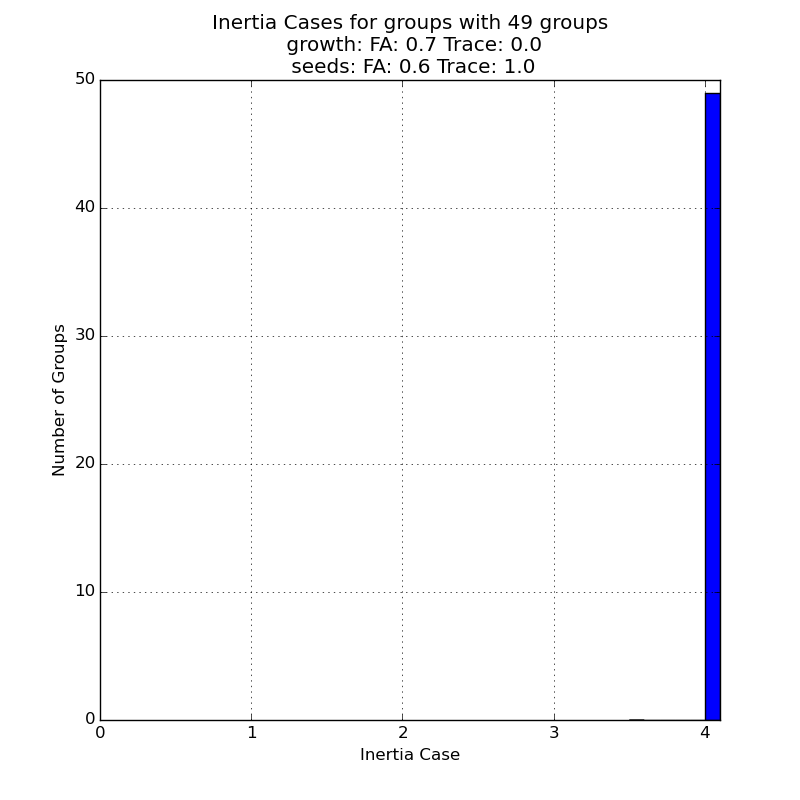 Inertia Cases for groups with 49 groups
growth: FA: 0.7 Trace: 0.0
seeds: FA: 0.6 Trace: 1.0
50
40
30
20
10
0
Number of Groups
0 1 2 3 4
Inertia Case